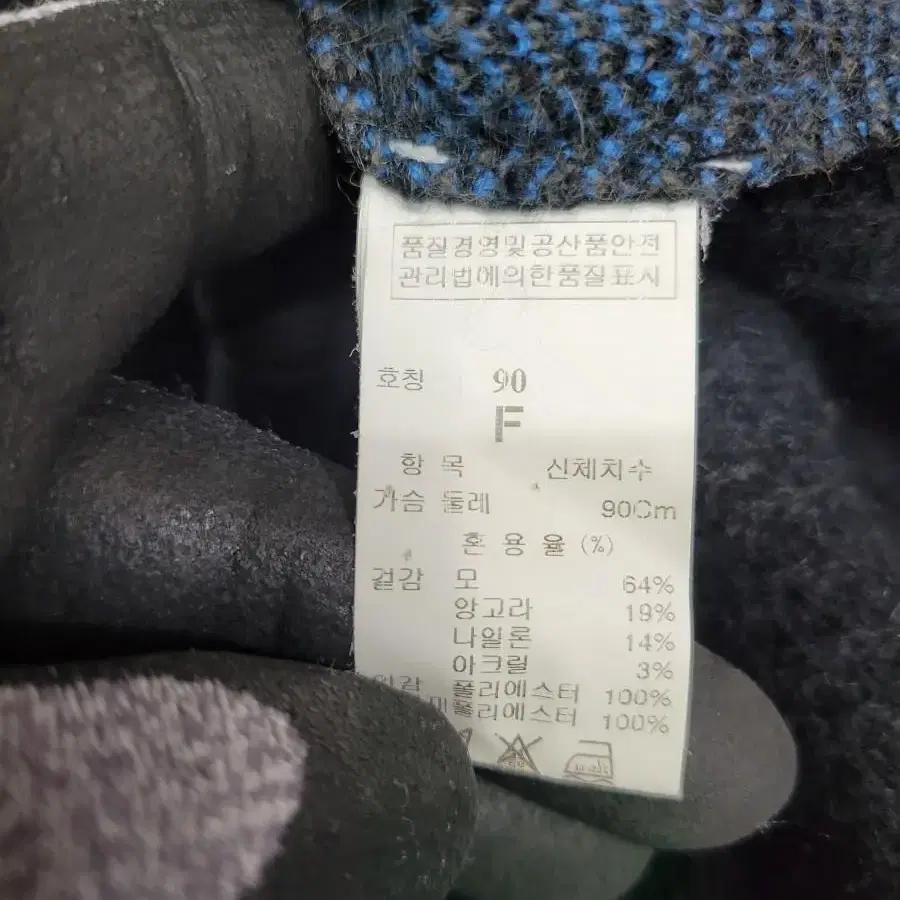 품질경영및공산품안전
관리법에의한품질표시
호칭 90
F
항 목 신체치수
가슴 둘레 90Cm
혼 용 율 (%)
겉감 모 64%
앙고라 19%
나일론 14%
아크릴 3%
폴리에스터 100%
폴리에스터 100%